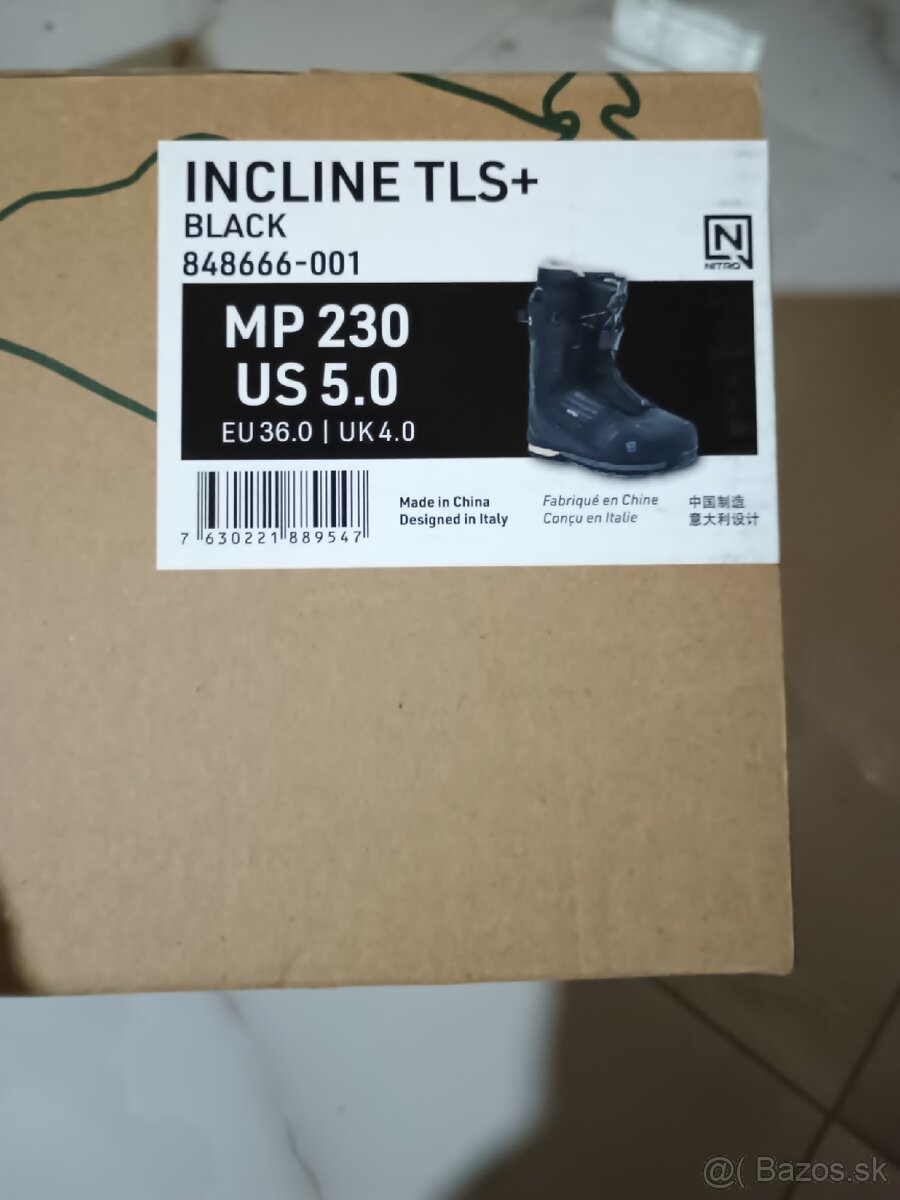 INCLINE TLS+
BLACK
848666-001
N
NITRO
MP 230
US 5.0
EU 36.0 | UK 4.0
7 630221 889547
Made in China
Designed in Italy
Fabriqué en Chine
Conçu en Italie
中国制造
意大利设计
@( Bazos.sk